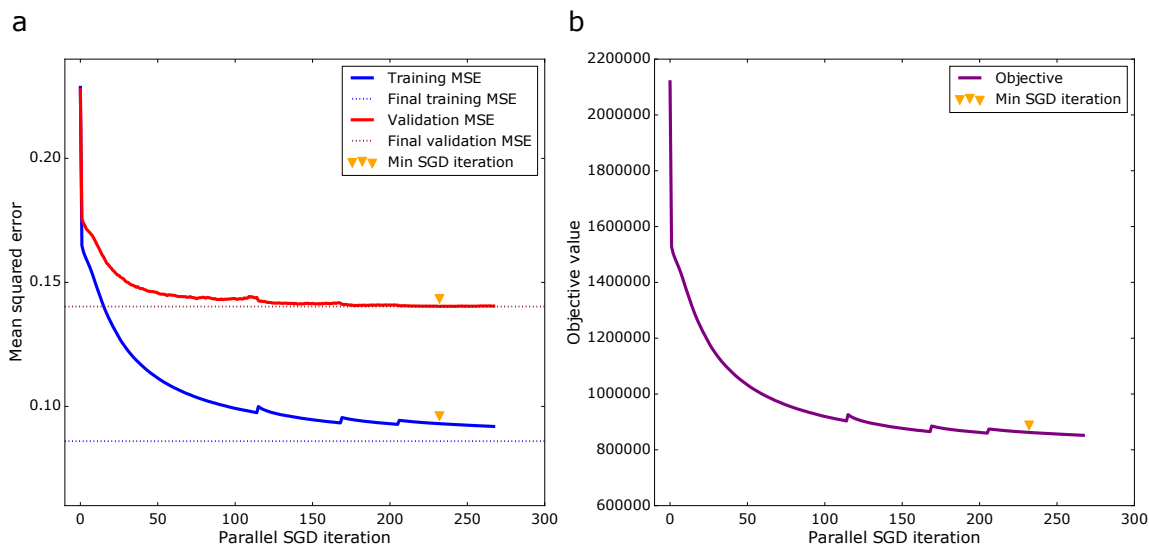 a
Mean squared error
0.20
0.15
0.10
0
50
100
150
200
250
300
Parallel SGD iteration
Training MSE
Final training MSE
Validation MSE
Final validation MSE
Min SGD iteration
b
Objective value
2200000
2000000
1800000
1600000
1400000
1200000
1000000
800000
600000
0
50
100
150
200
250
300
Parallel SGD iteration
Objective
Min SGD iteration